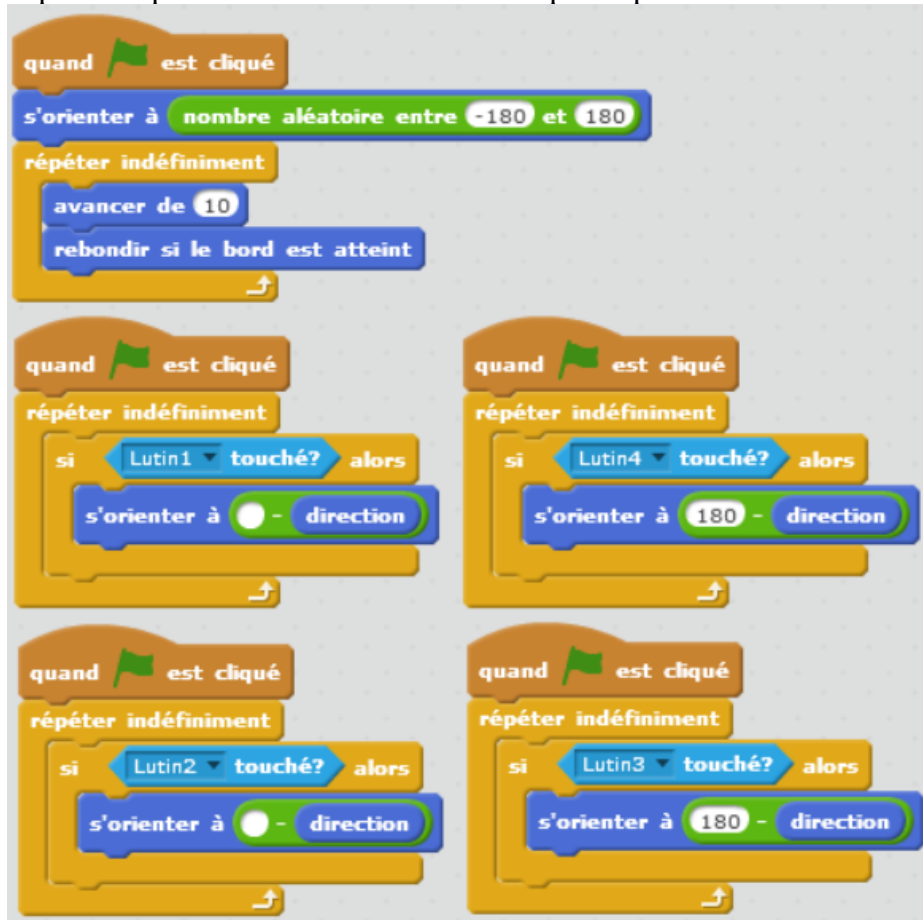 quand est cliqué
s'orienter à nombre aléatoire entre -180 et 180
répéter indéfiniment
avancer de 10
rebondir si le bord est atteint
quand est cliqué
répéter indéfiniment
si Lutin1 touché? alors
s'orienter à - direction
quand est cliqué
répéter indéfiniment
si Lutin4 touché? alors
s'orienter à 180 - direction
quand est cliqué
répéter indéfiniment
si Lutin2 touché? alors
s'orienter à - direction
quand est cliqué
répéter indéfiniment
si Lutin3 touché? alors
s'orienter à 180 - direction